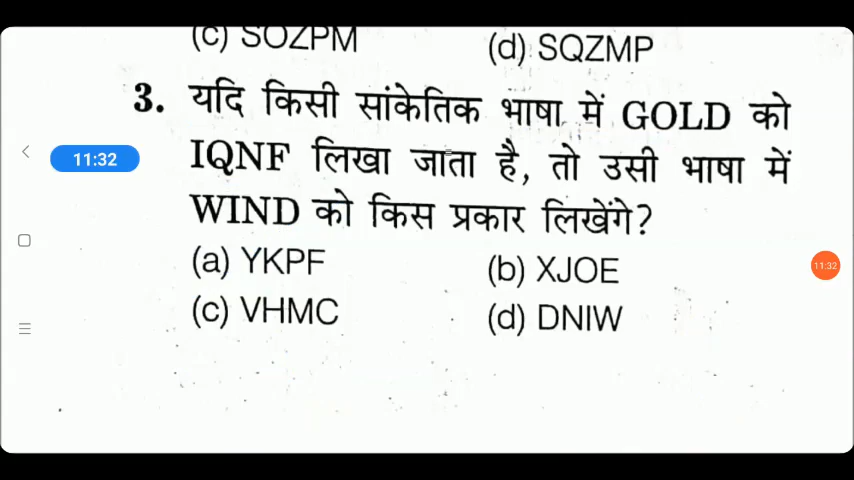 (c) SOZPM (d) SQZMP
3. यदि किसी सांकेतिक भाषा में GOLD को
IQNF लिखा जाता है, तो उसी भाषा में
WIND को किस प्रकार लिखेंगे?
(a) YKPF (b) XJOE
(c) VHMC (d) DNIW
11:32
11:32